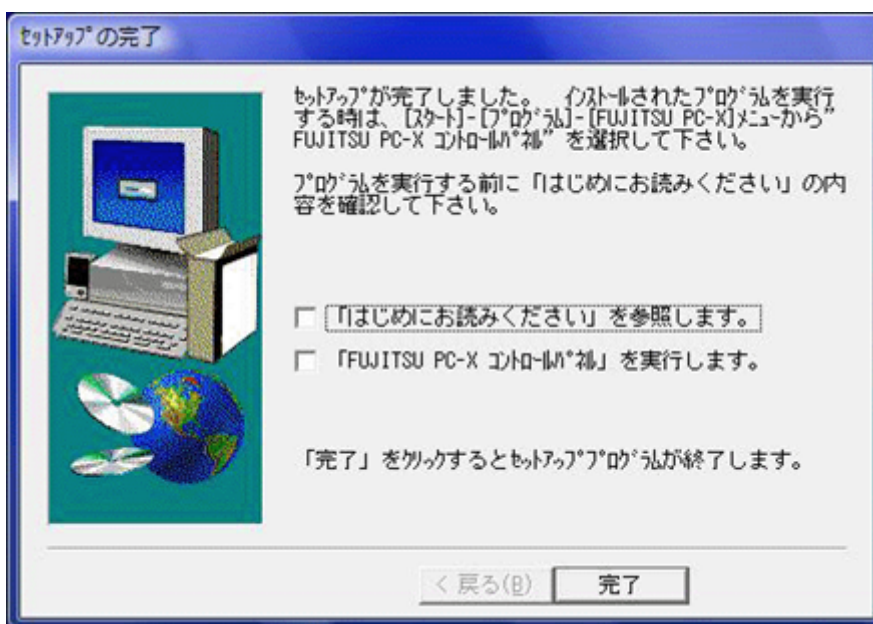 ｾｯﾄｱｯﾌﾟの完了
ｾｯﾄｱｯﾌﾟが完了しました。 ｲﾝｽﾄｰﾙされたﾌﾟﾛｸﾞﾗﾑを実行
する時は、[ｽﾀｰﾄ]-[ﾌﾟﾛｸﾞﾗﾑ]-[FUJITSU PC-X]ﾒﾆｭｰから”
FUJITSU PC-X ｺﾝﾄﾛｰﾙﾊﾟﾈﾙ” を選択して下さい。
ﾌﾟﾛｸﾞﾗﾑを実行する前に「はじめにお読みください」の内
容を確認して下さい。
「はじめにお読みください」を参照します。
「FUJITSU PC-X ｺﾝﾄﾛｰﾙﾊﾟﾈﾙ」を実行します。
「完了」をｸﾘｯｸするとｾｯﾄｱｯﾌﾟﾌﾟﾛｸﾞﾗﾑが終了します。
< 戻る(B) 完了